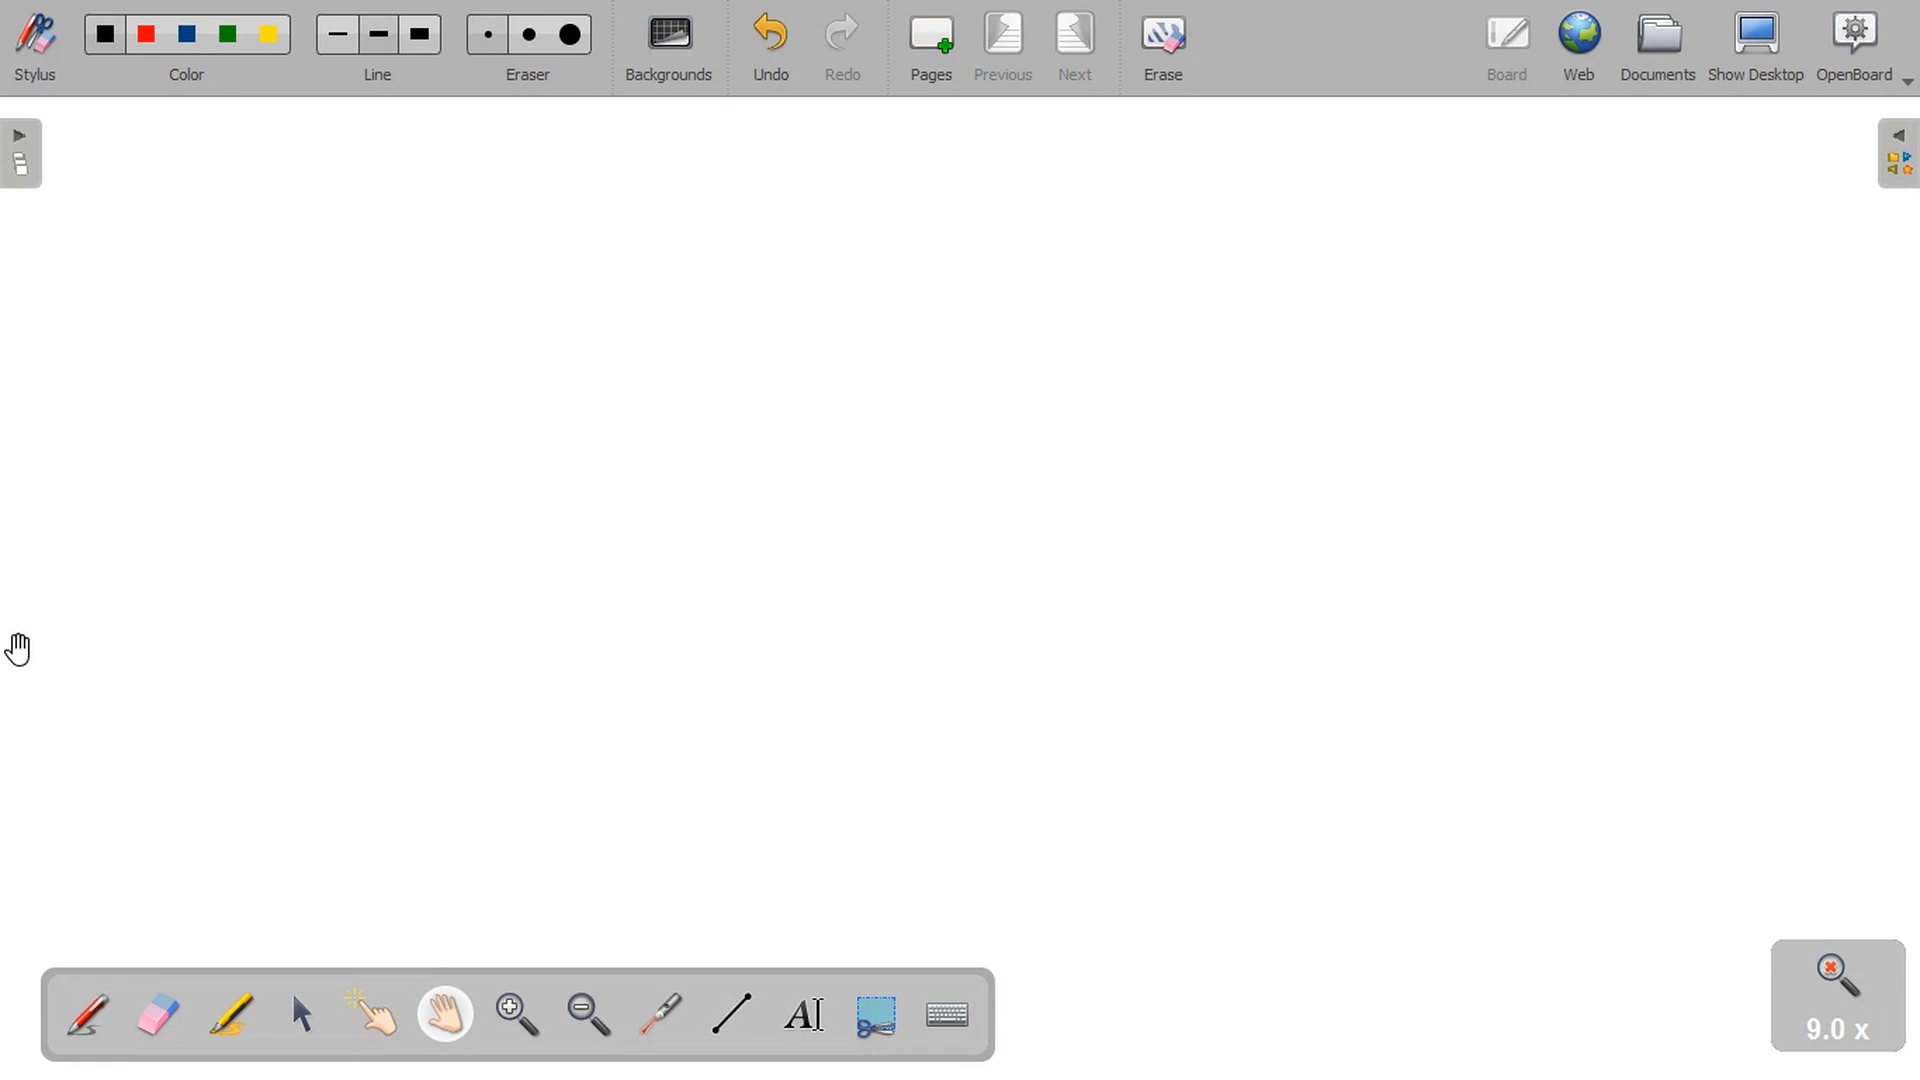 Stylus Color Line Eraser Backgrounds Undo Redo Pages Previous Next Erase Board Web Documents Show Desktop OpenBoard
A
9.0 x